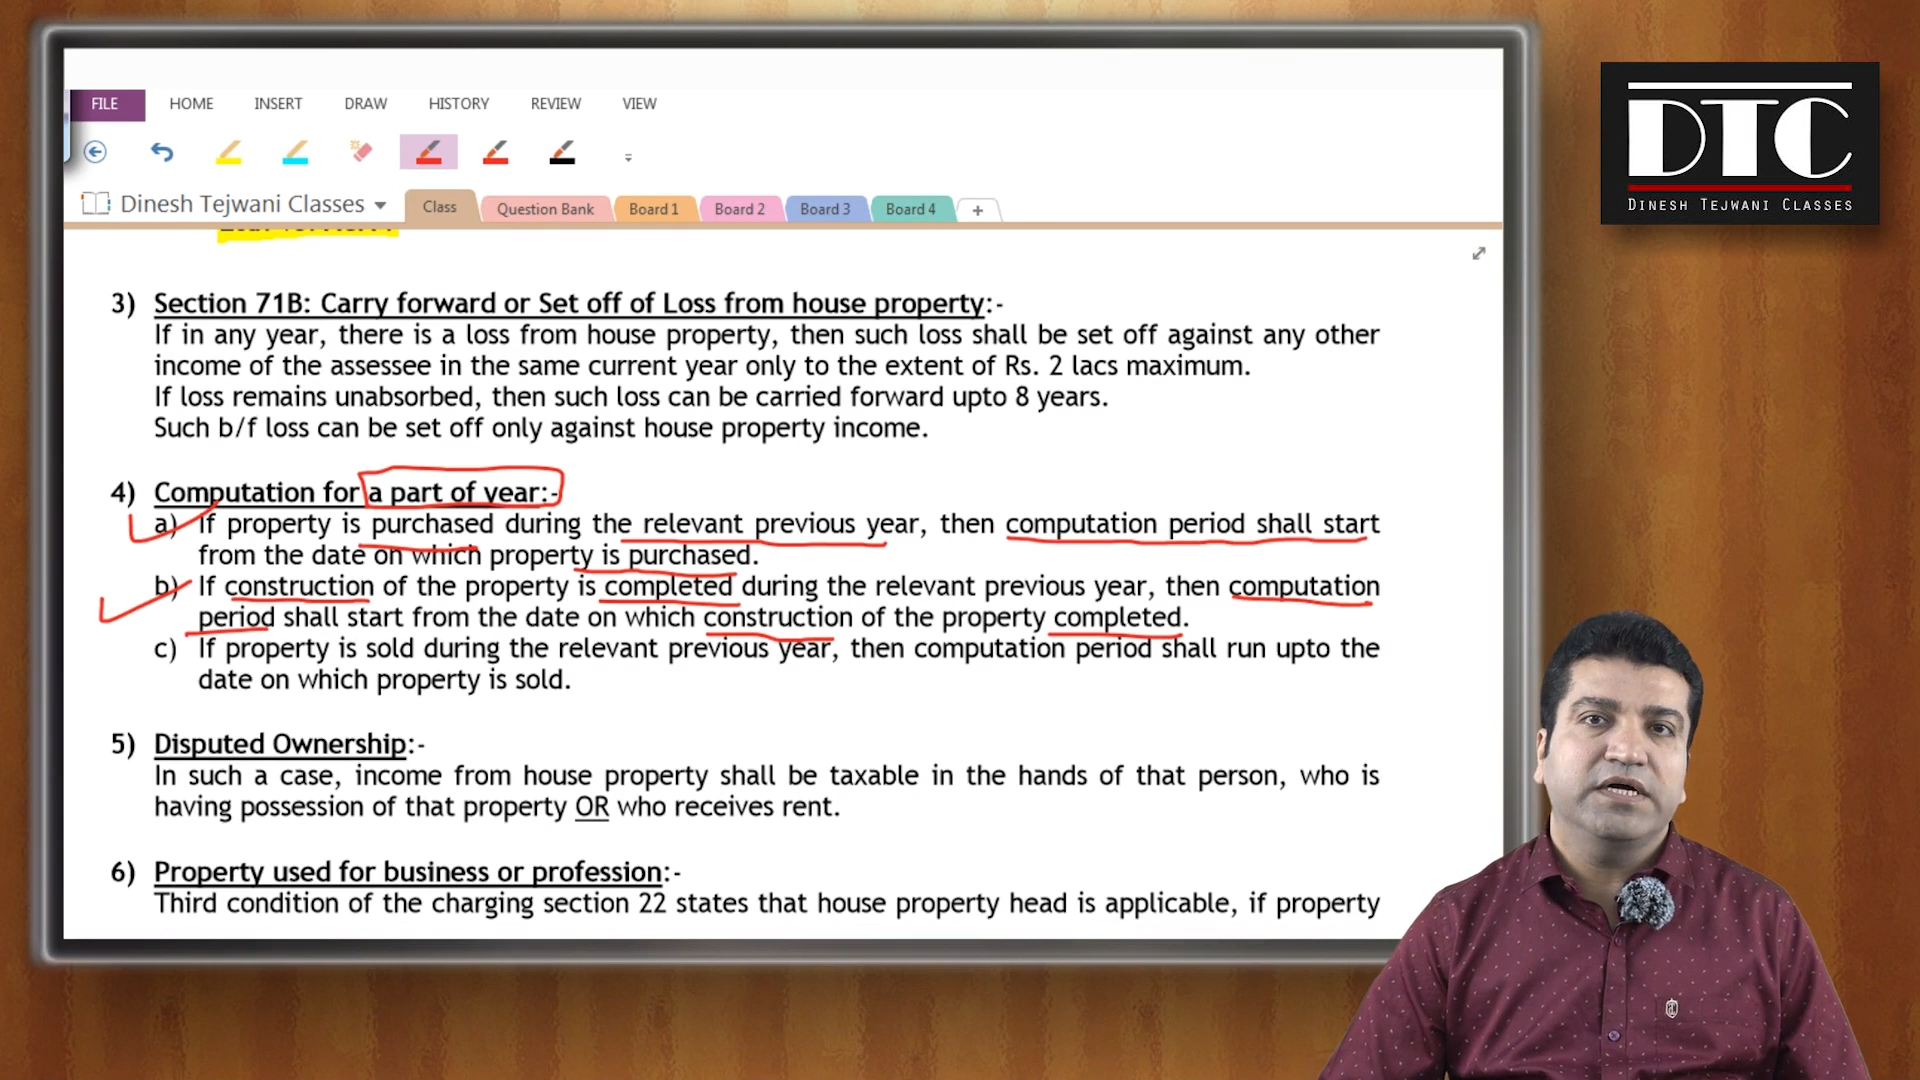 DTC
DINESH TEJWANI CLASSES
FILE HOME INSERT DRAW HISTORY REVIEW VIEW
Dinesh Tejwani Classes Class Question Bank Board 1 Board 2 Board 3 Board 4 +
3) Section 71B: Carry forward or Set off of Loss from house property:-
If in any year, there is a loss from house property, then such loss shall be set off against any other
income of the assessee in the same current year only to the extent of Rs. 2 lacs maximum.
If loss remains unabsorbed, then such loss can be carried forward upto 8 years.
Such b/f loss can be set off only against house property income.
4) Computation for a part of year:-
a) If property is purchased during the relevant previous year, then computation period shall start
from the date on which property is purchased.
b) If construction of the property is completed during the relevant previous year, then computation
period shall start from the date on which construction of the property completed.
c) If property is sold during the relevant previous year, then computation period shall run upto the
date on which property is sold.
5) Disputed Ownership:-
In such a case, income from house property shall be taxable in the hands of that person, who is
having possession of that property OR who receives rent.
6) Property used for business or profession:-
Third condition of the charging section 22 states that house property head is applicable, if property